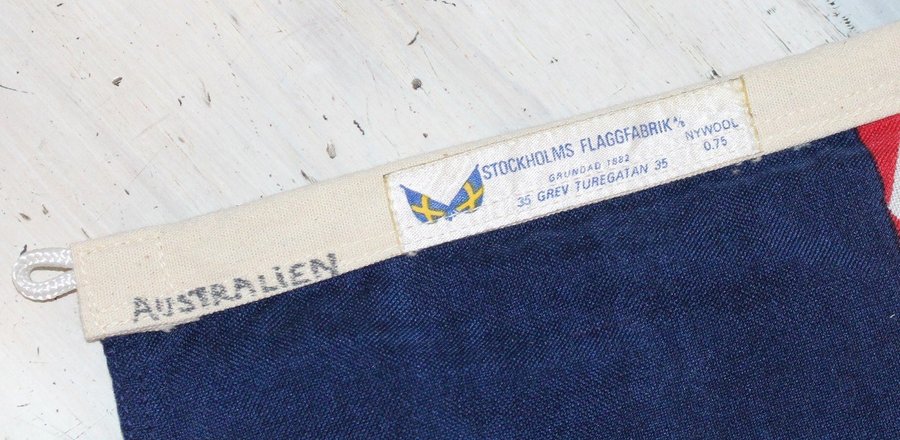 STOCKHOLMS FLAGGFABRIK A/B
GRUNDAD 1882
35 GREV TUREGATAN 35
NYWOOL
0.75
AUSTRALiEN